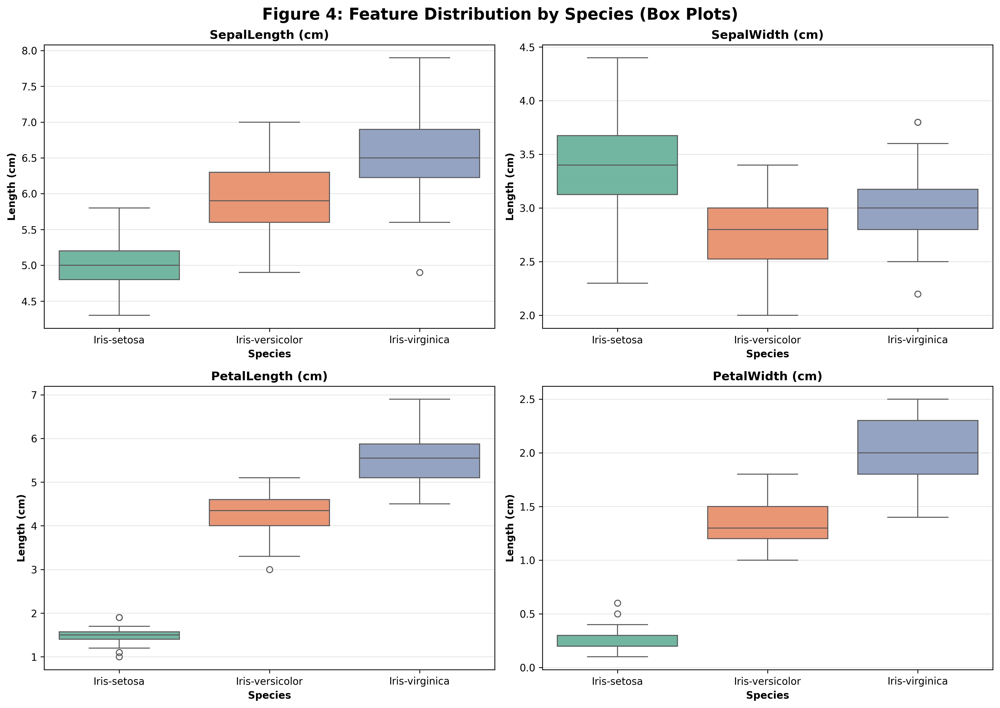 Figure 4: Feature Distribution by Species (Box Plots)
SepalLength (cm)
8.0
7.5
7.0
6.5
6.0
5.5
5.0
4.5
Length (cm)
Iris-setosa
Iris-versicolor
Iris-virginica
Species
SepalWidth (cm)
4.5
4.0
3.5
3.0
2.5
2.0
Length (cm)
Iris-setosa
Iris-versicolor
Iris-virginica
Species
PetalLength (cm)
7
6
5
4
3
2
1
Length (cm)
Iris-setosa
Iris-versicolor
Iris-virginica
Species
PetalWidth (cm)
2.5
2.0
1.5
1.0
0.5
0.0
Length (cm)
Iris-setosa
Iris-versicolor
Iris-virginica
Species